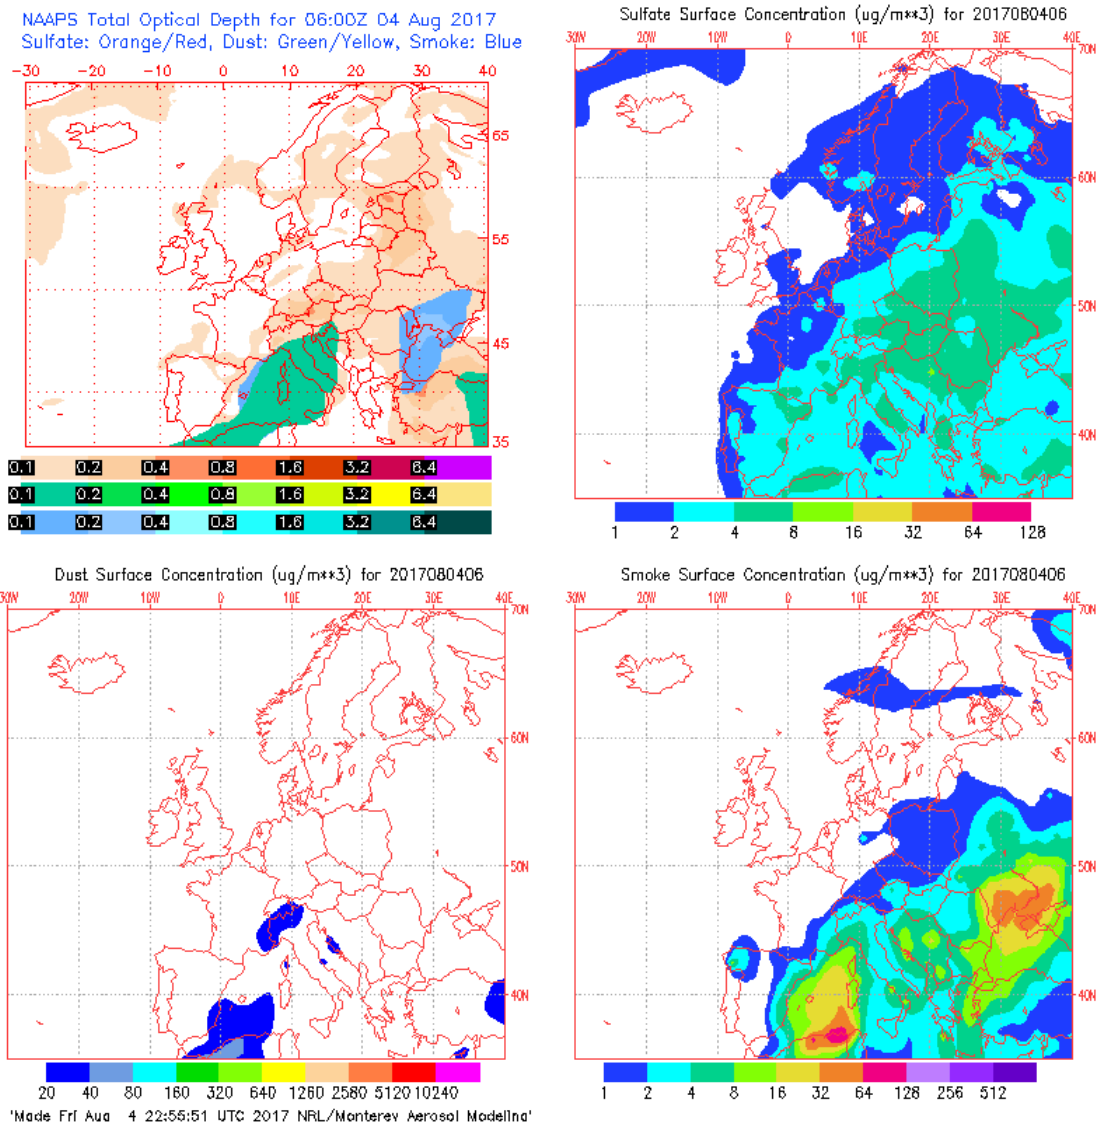 NAAPS Total Optical Depth for 06:00Z 04 Aug 2017
Sulfate: Orange/Red, Dust: Green/Yellow, Smoke: Blue
-30 -20 -10 0 10 20 30 40
65
55
45
35
0.1 0.2 0.4 0.8 1.6 3.2 6.4
0.1 0.2 0.4 0.8 1.6 3.2 6.4
0.1 0.2 0.4 0.8 1.6 3.2 6.4
Sulfate Surface Concentration (ug/m**3) for 2017080406
30W 20W 10W 0 10E 20E 30E 40E
70N
60N
50N
40N
1 2 4 8 16 32 64 128
Dust Surface Concentration (ug/m**3) for 2017080406
30W 20W 10W 0 10E 20E 30E 40E
70N
60N
50N
40N
20 40 80 160 320 640 1280 2560 5120 10240
'Made Fri Aug 4 22:55:51 UTC 2017 NRL/Monterey Aerosol Modeling'
Smoke Surface Concentration (ug/m**3) for 2017080406
30W 20W 10W 0 10E 20E 30E 40E
70N
60N
50N
40N
1 2 4 8 16 32 64 128 256 512